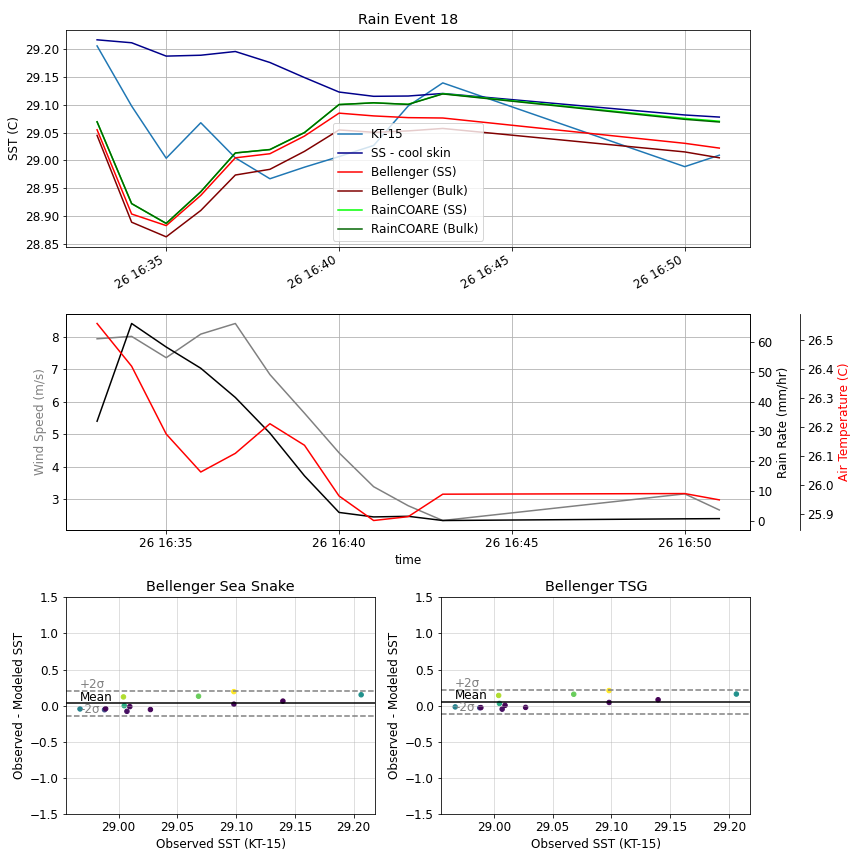 Rain Event 18
29.20
29.15
29.10
29.05
29.00
28.95
28.90
28.85
SST (C)
KT-15
SS - cool skin
Bellenger (SS)
Bellenger (Bulk)
RainCOARE (SS)
RainCOARE (Bulk)
26 16:35
26 16:40
26 16:45
26 16:50
8
7
6
5
4
3
Wind Speed (m/s)
60
50
40
30
20
10
0
Rain Rate (mm/hr)
26.5
26.4
26.3
26.2
26.1
26.0
25.9
Air Temperature (C)
26 16:35
26 16:40
26 16:45
26 16:50
time
Bellenger Sea Snake
1.5
1.0
0.5
0.0
−0.5
−1.0
−1.5
Observed - Modeled SST
+2σ
Mean
-2σ
29.00
29.05
29.10
29.15
29.20
Observed SST (KT-15)
Bellenger TSG
1.5
1.0
0.5
0.0
−0.5
−1.0
−1.5
Observed - Modeled SST
+2σ
Mean
-2σ
29.00
29.05
29.10
29.15
29.20
Observed SST (KT-15)